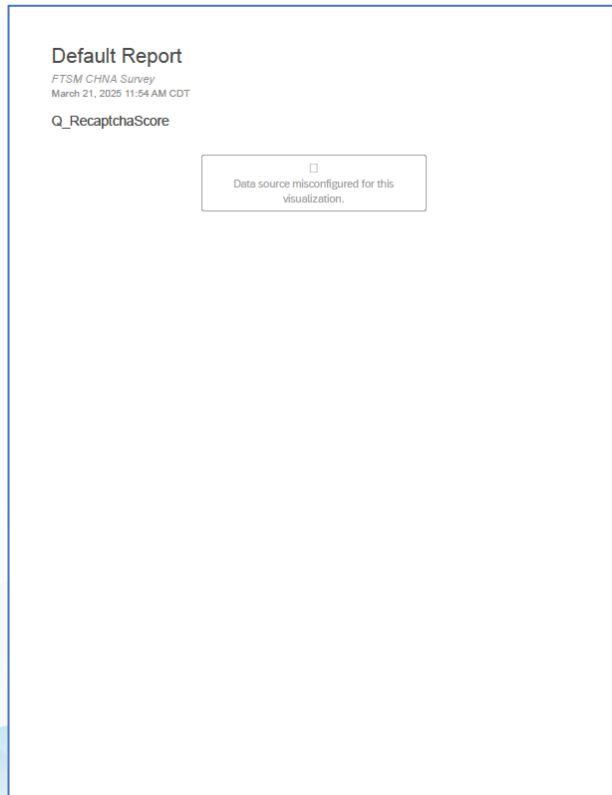 Default Report
FTSM CHNA Survey
March 21, 2025 11:54 AM CDT
Q_RecaptchaScore
Data source misconfigured for this
visualization.